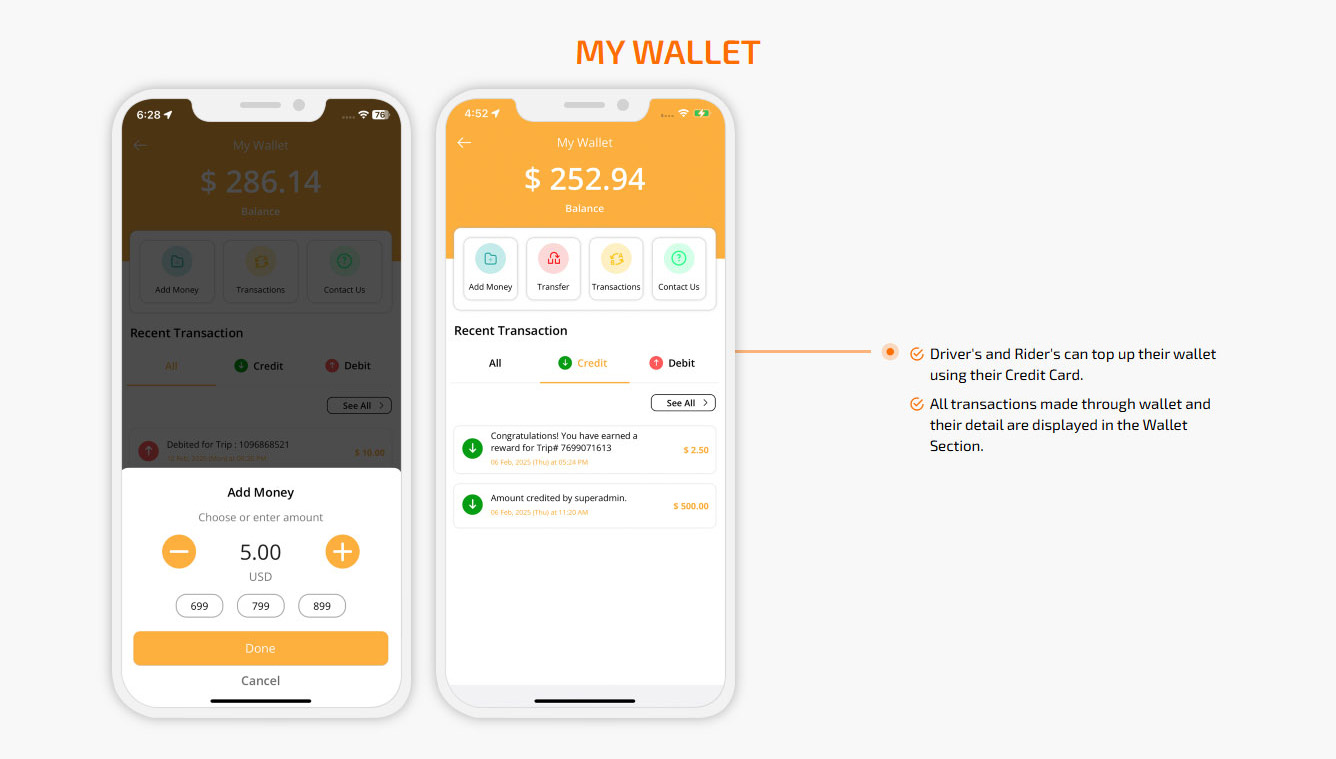 MY WALLET
6:28
76
My Wallet
$ 286.14
Balance
Add Money
Transactions
Contact Us
Recent Transaction
All
Credit
Debit
See All
Debited for Trip : 1096868521
$ 10.00
Add Money
Choose or enter amount
5.00
USD
699
799
899
Done
Cancel
4:52
My Wallet
$ 252.94
Balance
Add Money
Transfer
Transactions
Contact Us
Recent Transaction
All
Credit
Debit
See All
Congratulations! You have earned a
reward for Trip# 7699071613
06 Feb, 2025 (Thu) at 05:24 PM
$ 2.50
Amount credited by superadmin.
06 Feb, 2025 (Thu) at 11:20 AM
$ 500.00
Driver's and Rider's can top up their wallet
using their Credit Card.
All transactions made through wallet and
their detail are displayed in the Wallet
Section.